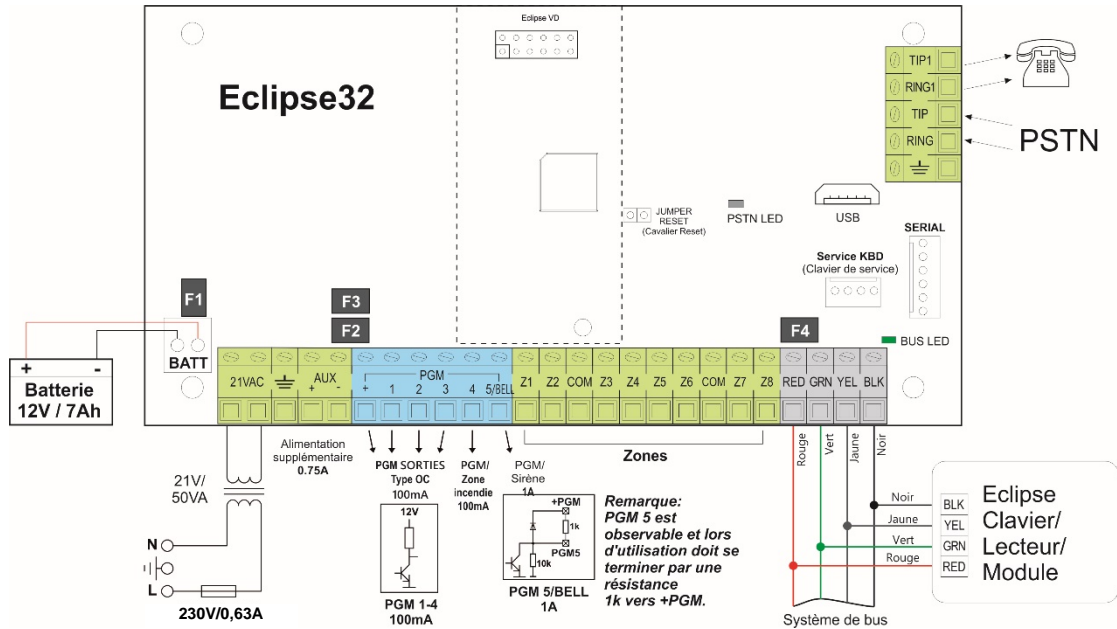 Eclipse VD
Eclipse32
TIP1
RING1
TIP
RING
PSTN
JUMPER
RESET
(Cavalier Reset)
PSTN LED
USB
SERIAL
Service KBD
(Clavier de service)
BUS LED
F1
F3
F2
F4
BATT
+ -
Batterie
12V / 7Ah
21VAC
AUX
+ -
PGM
+ 1 2 3 4 5/BELL
Z1 Z2 COM Z3 Z4 Z5 Z6 COM Z7 Z8
RED GRN YEL BLK
Alimentation
supplémentaire
0.75A
PGM SORTIES
Type OC
100mA
PGM/
Zone
incendie
100mA
PGM/
Sirène
1A
Zones
Rouge
Vert
Jaune
Noir
21V/
50VA
N
L
230V/0,63A
12V
PGM 1-4
100mA
+PGM
1k
PGM5
10k
PGM 5/BELL
1A
Remarque:
PGM 5 est
observable et lors
d'utilisation doit se
terminer par une
résistance
1k vers +PGM.
Noir
Jaune
Vert
Rouge
BLK
YEL
GRN
RED
Eclipse
Clavier/
Lecteur/
Module
Système de bus